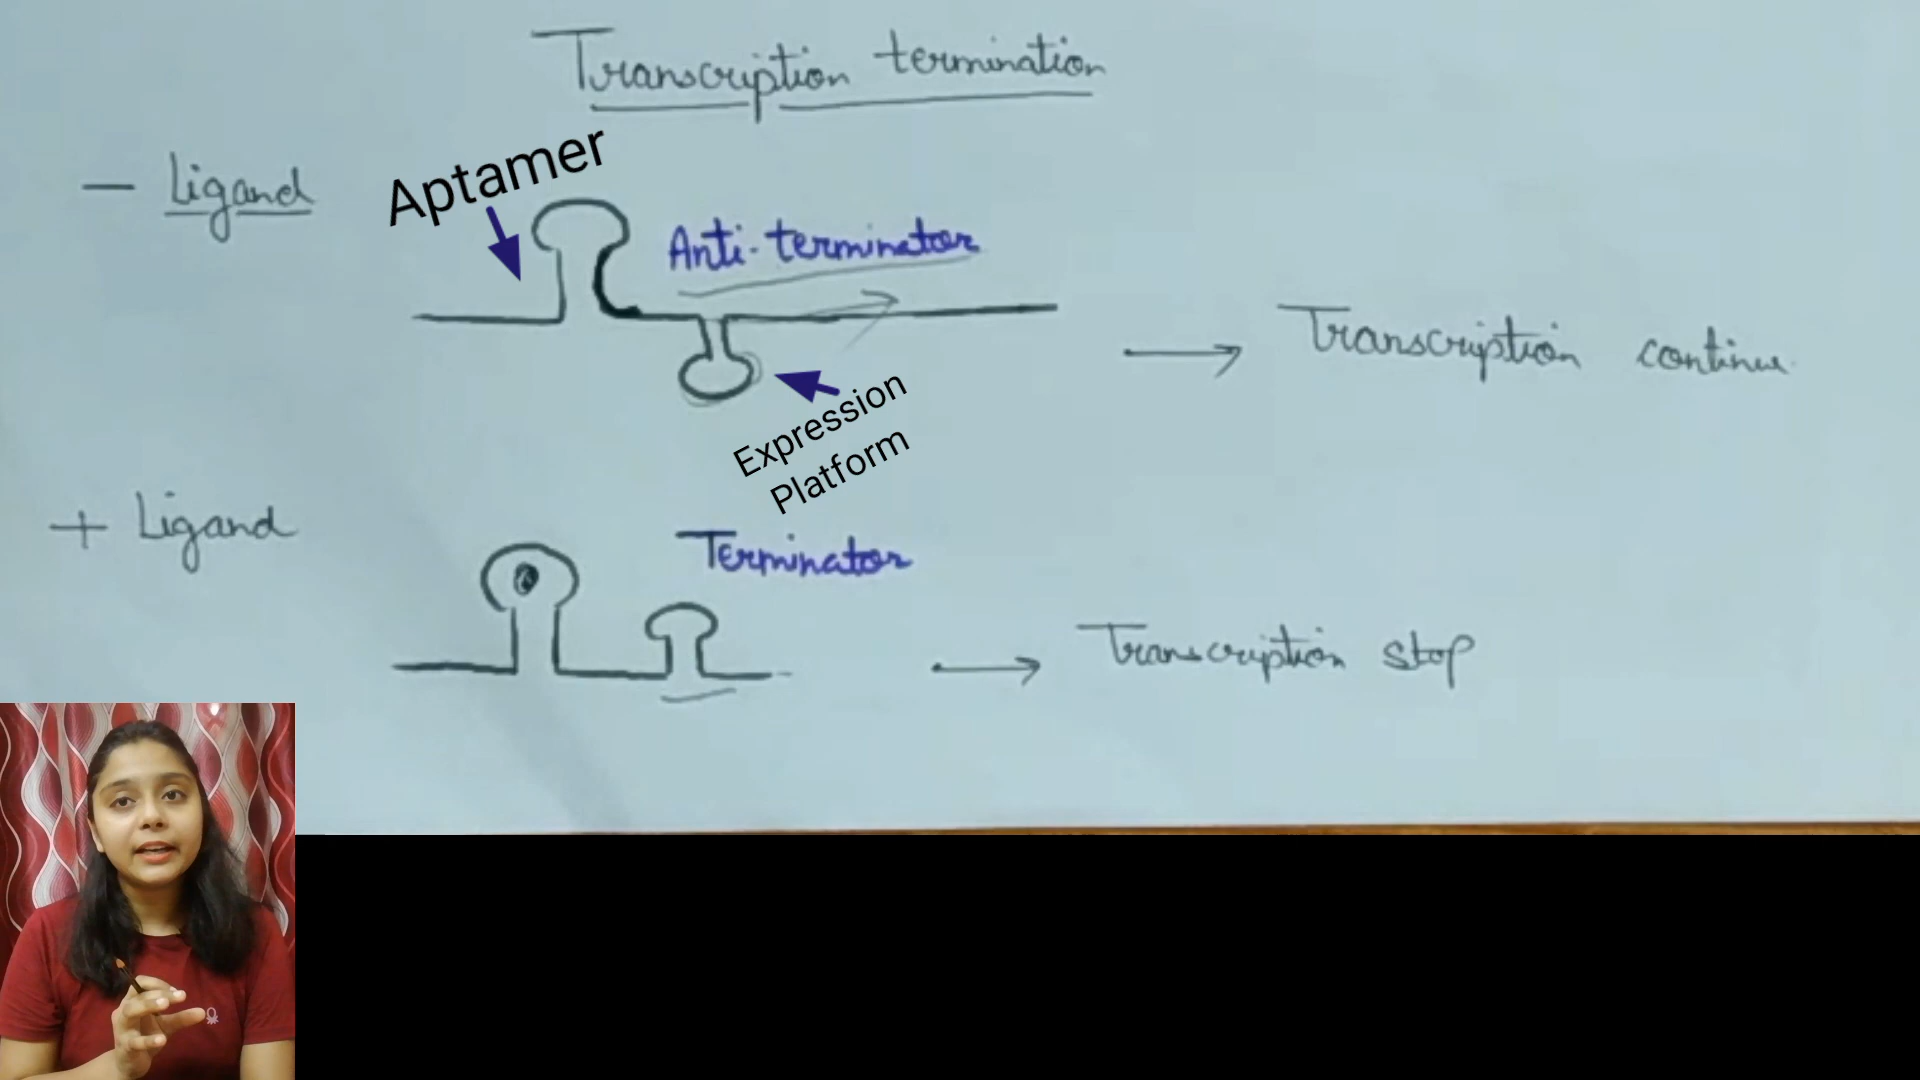 Transcription termination
- Ligand
Aptamer
Anti-terminator
Transcription continue
Expression
Platform
+ Ligand
Terminator
Transcription stop